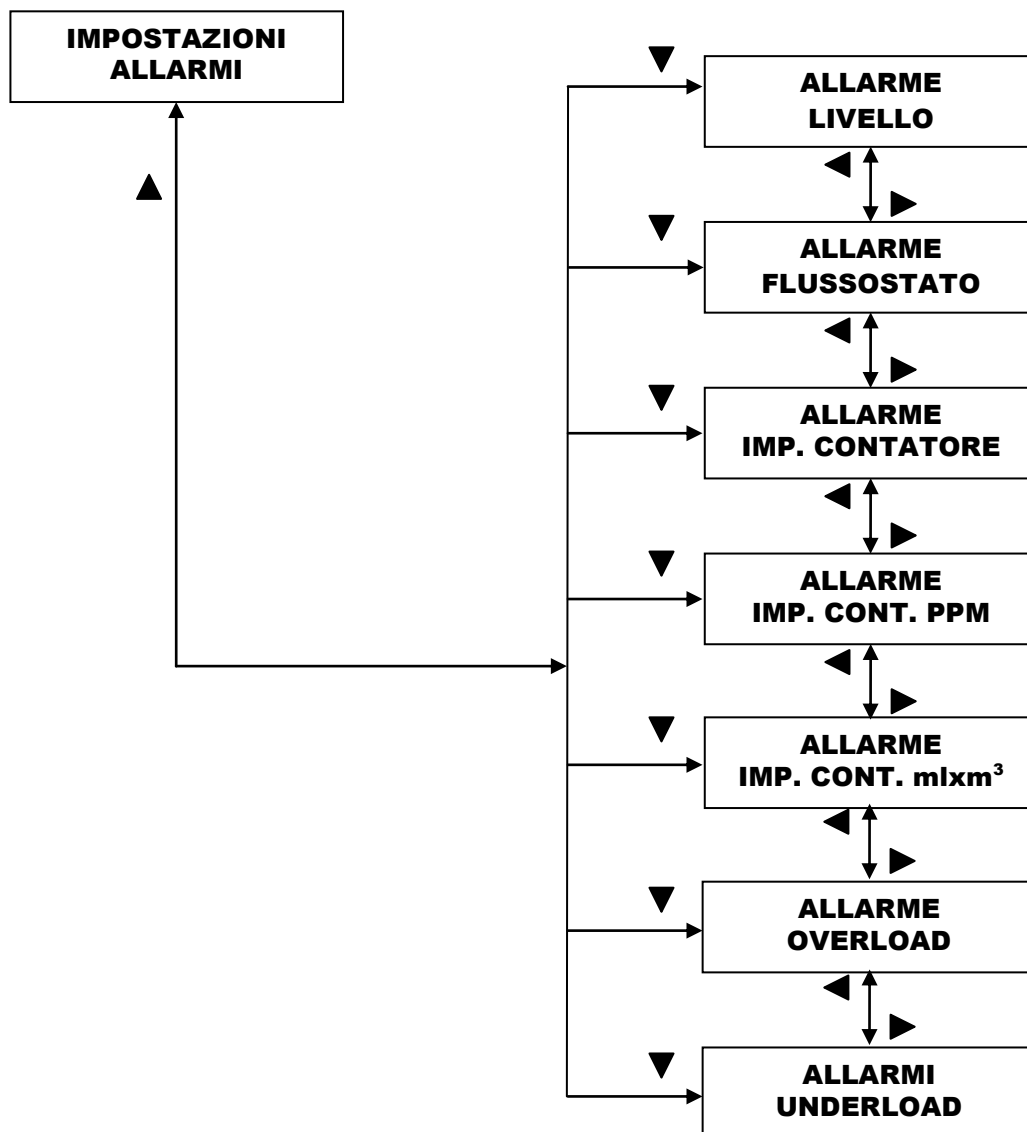 IMPOSTAZIONI
ALLARMI
ALLARME
LIVELLO
ALLARME
FLUSSOSTATO
ALLARME
IMP. CONTATORE
ALLARME
IMP. CONT. PPM
ALLARME
IMP. CONT. mlxm³
ALLARME
OVERLOAD
ALLARMI
UNDERLOAD